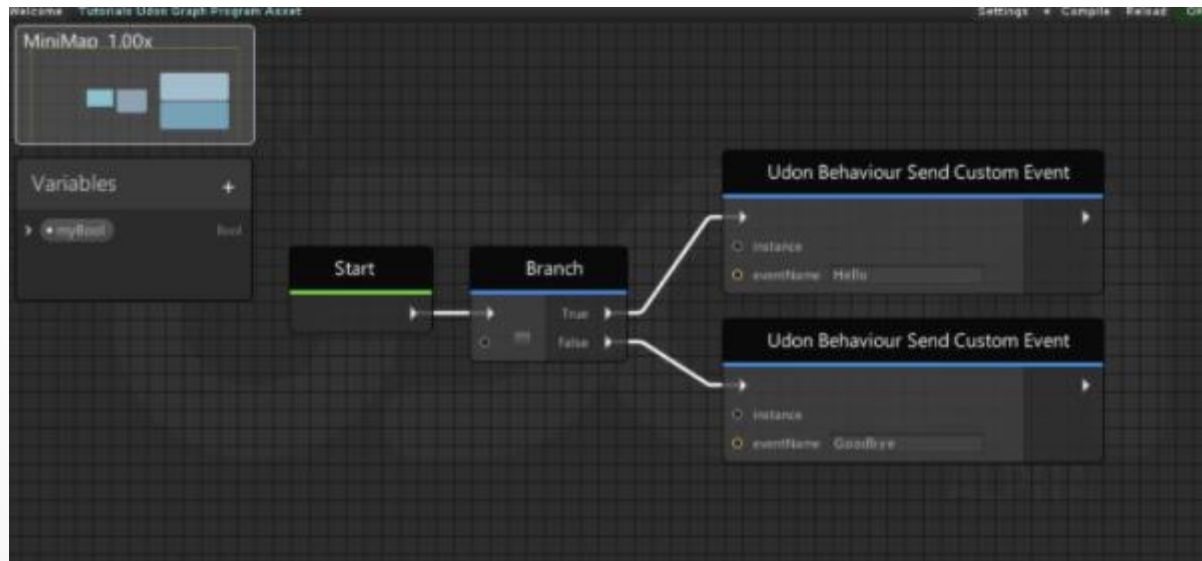 Welcome Tutorials Udon Graph Program Asset Settings Compile Reload
MiniMap 1.00x
Variables +
myBool Bool
Start
Branch
True
False
Udon Behaviour Send Custom Event
instance
eventName Hello
Udon Behaviour Send Custom Event
instance
eventName Goodbye